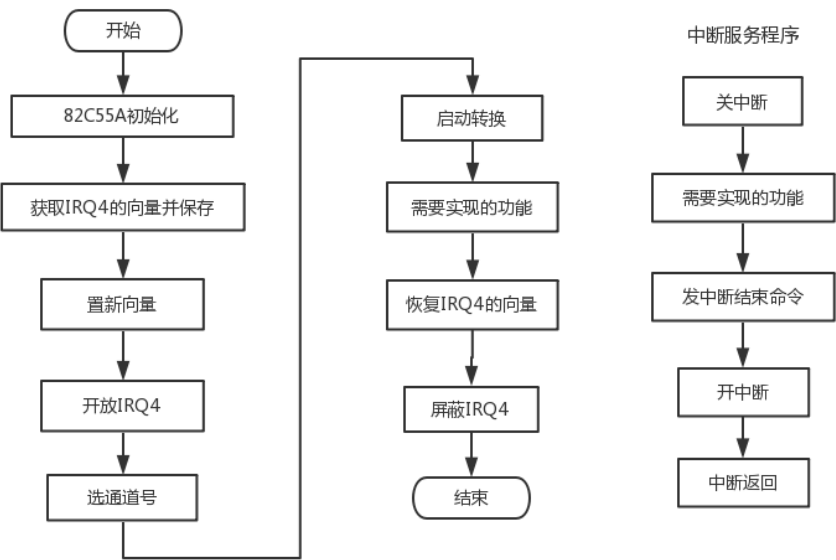 开始
82C55A初始化
获取IRQ4的向量并保存
置新向量
开放IRQ4
选通道号
启动转换
需要实现的功能
恢复IRQ4的向量
屏蔽IRQ4
结束
中断服务程序
关中断
需要实现的功能
发中断结束命令
开中断
中断返回